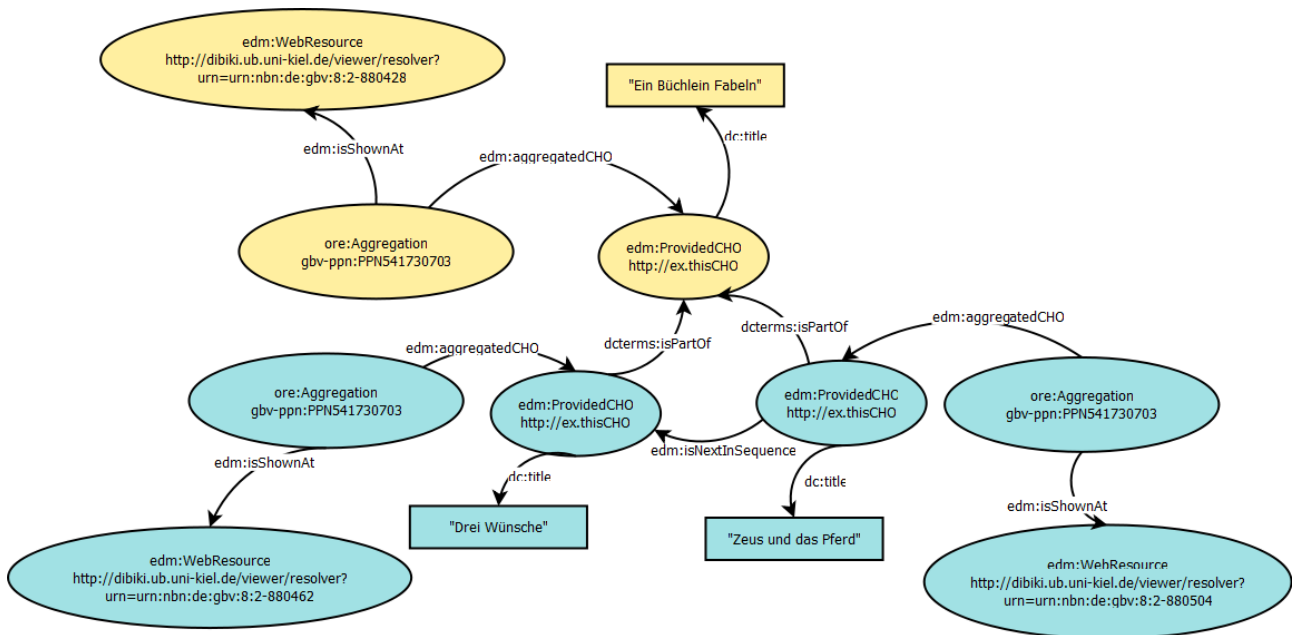 edm:WebResource
http://dibiki.ub.uni-kiel.de/viewer/resolver?
urn=urn:nbn:de:gbv:8:2-880428
"Ein Büchlein Fabeln"
edm:isShownAt
edm:aggregatedCHO
dc:title
ore:Aggregation
gbv-ppn:PPN541730703
edm:ProvidedCHO
http://ex.thisCHO
edm:aggregatedCHO
dcterms:isPartOf
dcterms:isPartOf
edm:aggregatedCHO
ore:Aggregation
gbv-ppn:PPN541730703
edm:ProvidedCHO
http://ex.thisCHO
edm:ProvidedCHO
http://ex.thisCHO
ore:Aggregation
gbv-ppn:PPN541730703
edm:isShownAt
dc:title
edm:isNextInSequence
dc:title
edm:isShownAt
"Drei Wünsche"
"Zeus und das Pferd"
edm:WebResource
http://dibiki.ub.uni-kiel.de/viewer/resolver?
urn=urn:nbn:de:gbv:8:2-880462
edm:WebResource
http://dibiki.ub.uni-kiel.de/viewer/resolver?
urn=urn:nbn:de:gbv:8:2-880504